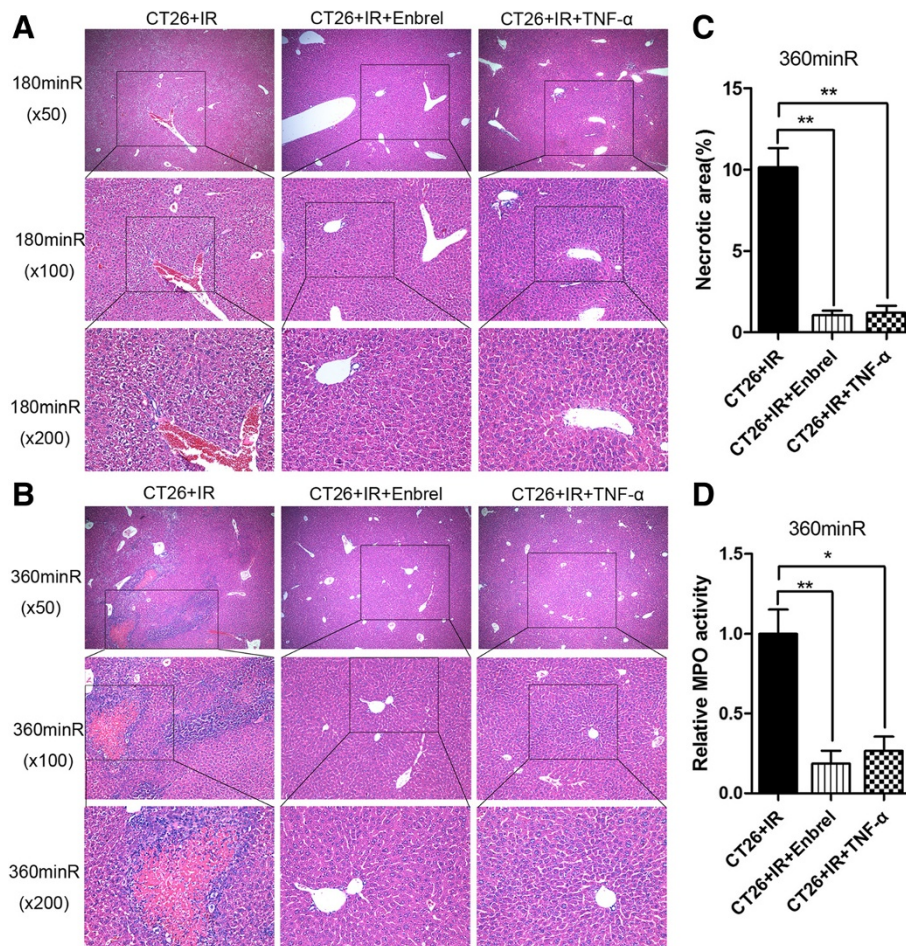 A
CT26+IR
CT26+IR+Enbrel
CT26+IR+TNF-α
180minR
(x50)
180minR
(x100)
180minR
(x200)
B
CT26+IR
CT26+IR+Enbrel
CT26+IR+TNF-α
360minR
(x50)
360minR
(x100)
360minR
(x200)
C
360minR
**
**
Necrotic area(%)
15
10
5
0
CT26+IR
CT26+IR+Enbrel
CT26+IR+TNF-α
D
360minR
*
**
Relative MPO activity
1.5
1.0
0.5
0.0
CT26+IR
CT26+IR+Enbrel
CT26+IR+TNF-α